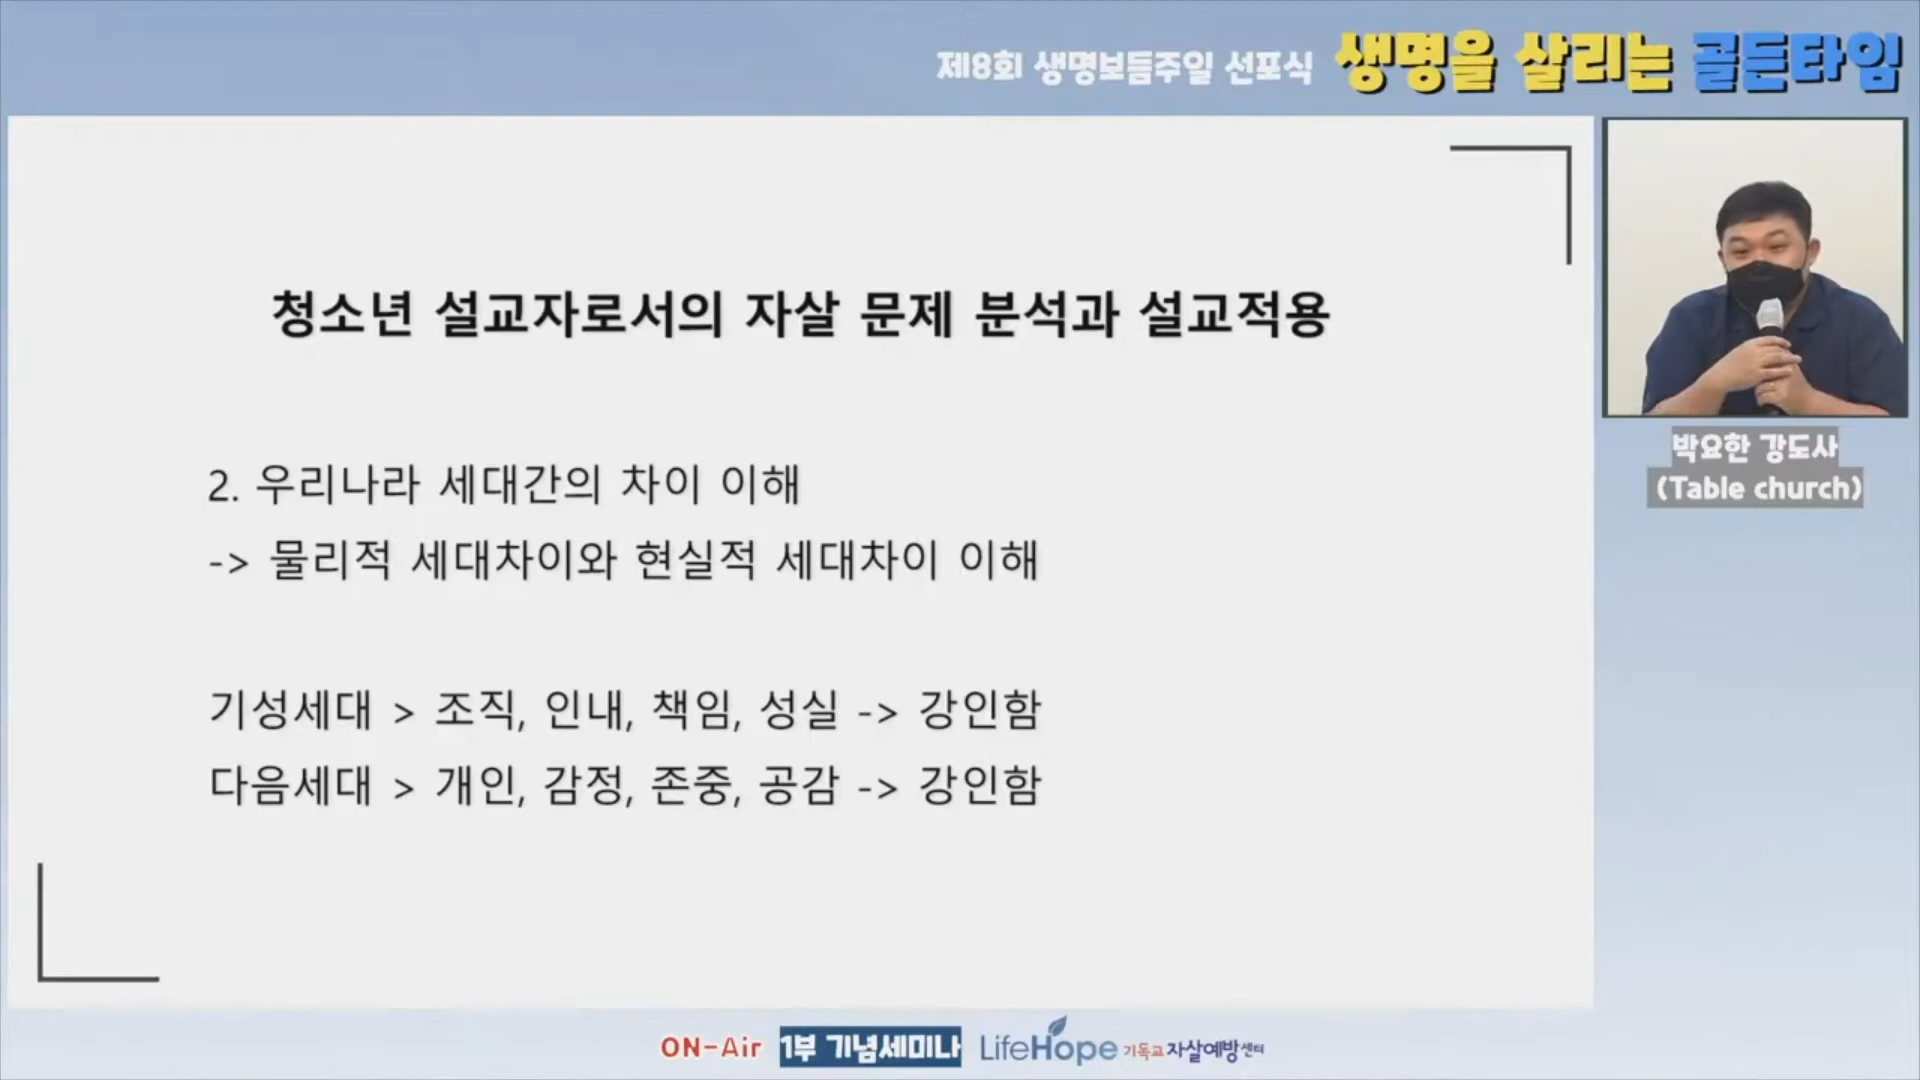 제8회 생명보듬주일 선포식 생명을 살리는 골든타임
청소년 설교자로서의 자살 문제 분석과 설교적용
2. 우리나라 세대간의 차이 이해
-> 물리적 세대차이와 현실적 세대차이 이해
기성세대 > 조직, 인내, 책임, 성실 -> 강인함
다음세대 > 개인, 감정, 존중, 공감 -> 강인함
박요한 강도사
(Table church)
ON-Air 1부 기념세미나 LifeHope 기독교자살예방센터